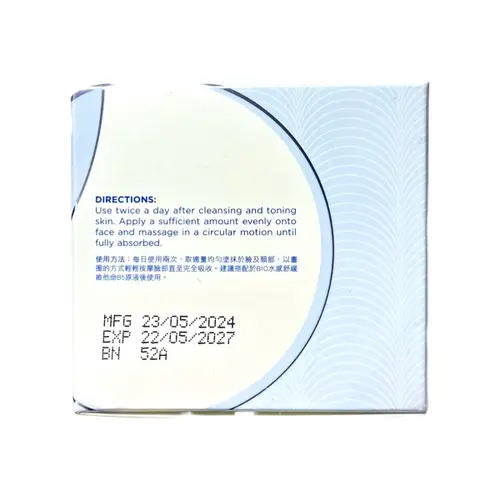 DIRECTIONS:
Use twice a day after cleansing and toning
skin. Apply a sufficient amount evenly onto
face and massage in a circular motion until
fully absorbed.
使用方法：每日使用兩次，取適量均勻塗抹於臉及頸部，以畫
圈的方式輕輕按摩臉部直至完全吸收。建議搭配於BIO水感舒緩
維他命B5原液後使用。
MFG 23/05/2024
EXP 22/05/2027
BN 52A